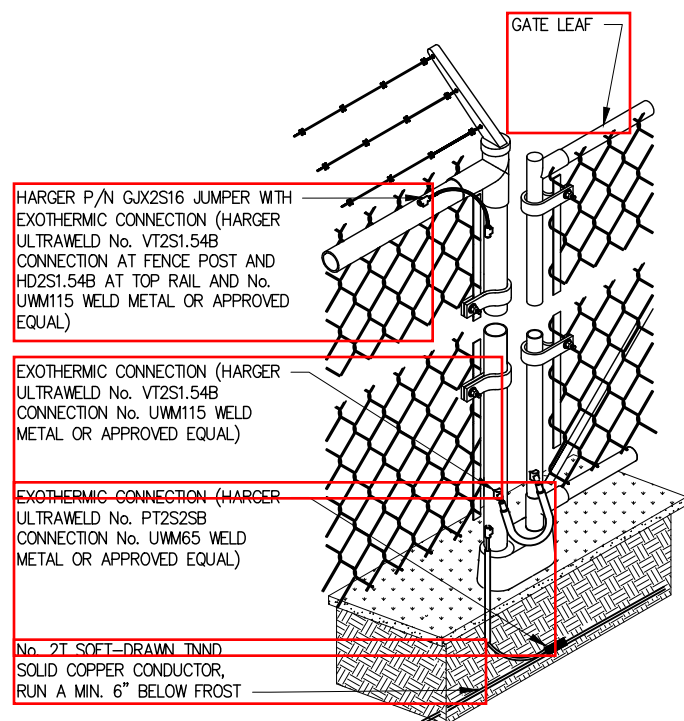 GATE LEAF
HARGER P/N GJX2S16 JUMPER WITH
EXOTHERMIC CONNECTION (HARGER
ULTRAWELD No. VT2S1.54B
CONNECTION AT FENCE POST AND
HD2S1.54B AT TOP RAIL AND No.
UWM115 WELD METAL OR APPROVED
EQUAL)
EXOTHERMIC CONNECTION (HARGER
ULTRAWELD No. VT2S1.54B
CONNECTION No. UWM115 WELD
METAL OR APPROVED EQUAL)
EXOTHERMIC CONNECTION (HARGER
ULTRAWELD No. PT2S2SB
CONNECTION No. UWM65 WELD
METAL OR APPROVED EQUAL)
No. 2T SOFT-DRAWN
SOLID COPPER CONDUCTOR,
RUN A MIN. 6" BELOW FROST